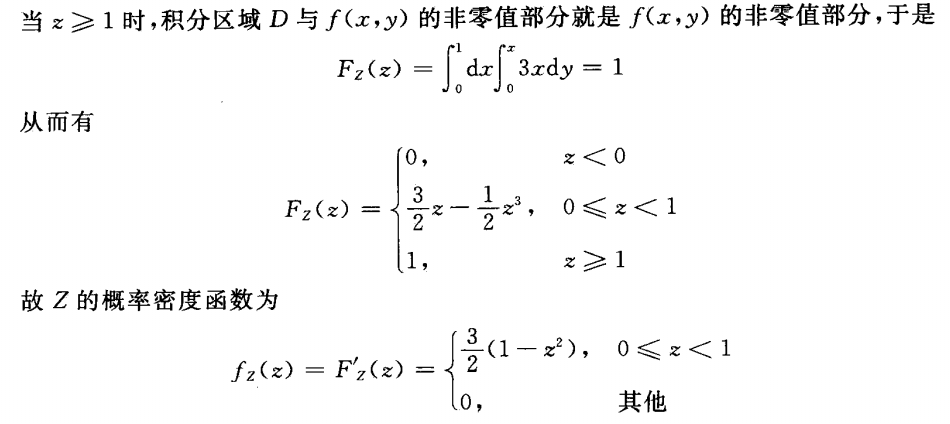 当 z ⩾ 1 时,积分区域 D 与 f(x,y) 的非零值部分就是 f(x,y) 的非零值部分,于是
F_Z(z) = ∫_0^1 dx ∫_0^x 3x dy = 1
从而有
F_Z(z) = { 0, z < 0
3/2 z − 1/2 z³, 0 ⩽ z < 1
1, z ⩾ 1
故 Z 的概率密度函数为
f_Z(z) = F′_Z(z) = { 3/2 (1 − z²), 0 ⩽ z < 1
0, 其他